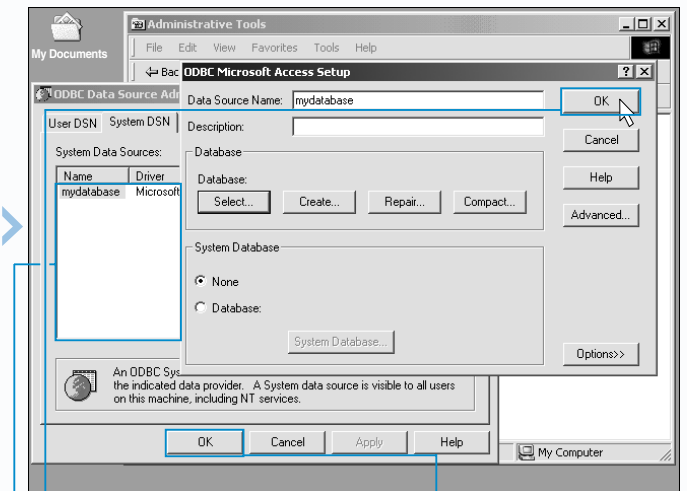 My Documents
Administrative Tools
File Edit View Favorites Tools Help
Bac
ODBC Microsoft Access Setup
ODBC Data Source Adr
Data Source Name: mydatabase
OK
User DSN System DSN
Description:
Cancel
System Data Sources:
Database
Name Driver
Database:
Help
mydatabase Microsoft
Select... Create... Repair... Compact...
Advanced...
System Database
None
Database:
System Database...
Options>>
An ODBC Sys
the indicated data provider. A System data source is visible to all users
on this machine, including NT services.
OK Cancel Apply Help
My Computer